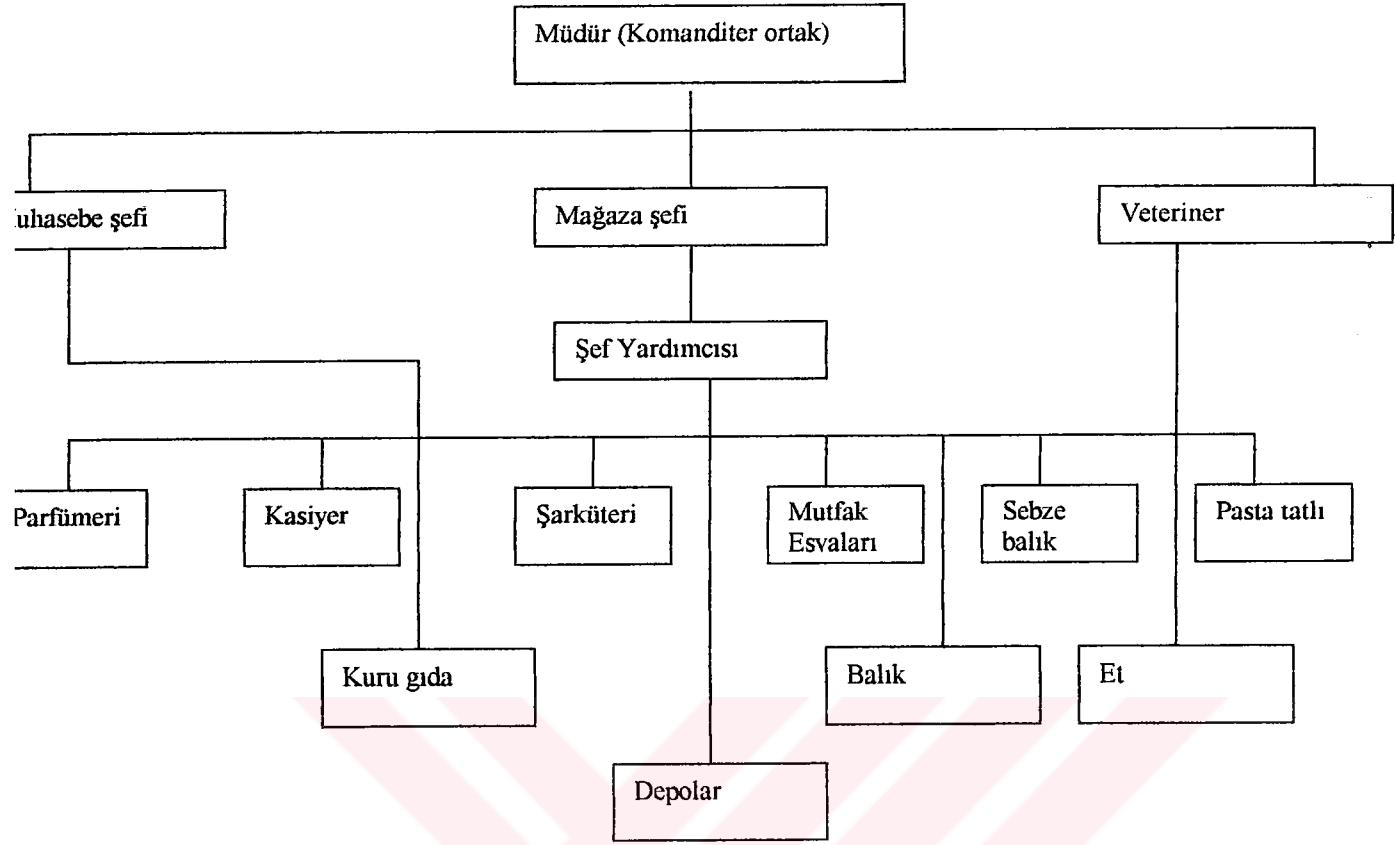 Müdür (Komanditer ortak)
uhasebe şefi
Mağaza şefi
Veteriner
Şef Yardımcısı
Parfümeri
Kasiyer
Şarküteri
Mutfak
Esvaları
Sebze
balık
Pasta tatlı
Kuru gıda
Balık
Et
Depolar